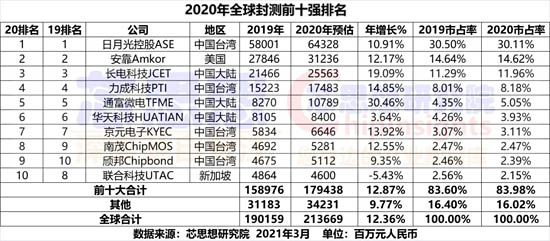 2020年全球封测前十强排名
20排名 19排名 公司 地区 2019年 2020年预估 年增长% 2019市占率 2020市占率
1 1 日月光控股ASE 中国台湾 58001 64328 10.91% 30.50% 30.11%
2 2 安靠Amkor 美国 27846 31236 12.17% 14.64% 14.62%
3 3 长电科技JCET 中国大陆 21466 25563 19.09% 11.29% 11.96%
4 4 力成科技PTI 中国台湾 15223 17483 14.85% 8.01% 8.18%
5 5 通富微电TFME 中国大陆 8270 10789 30.46% 4.35% 5.05%
6 6 华天科技HUATIAN 中国大陆 8105 8400 3.64% 4.26% 3.93%
7 7 京元电子KYEC 中国台湾 5834 6646 13.92% 3.07% 3.11%
8 9 南茂ChipMOS 中国台湾 4692 5281 12.55% 2.47% 2.47%
9 10 颀邦Chipbond 中国台湾 4675 5112 9.35% 2.46% 2.39%
10 8 联合科技UTAC 新加坡 4864 4600 -5.43% 2.56% 2.15%
前十大合计 158976 179438 12.87% 83.60% 83.98%
其他 31183 34231 9.77% 16.40% 16.02%
全球合计 190159 213669 12.36% 100.00% 100.00%
数据来源：芯思想研究院 2021年3月 单位：百万元人民币